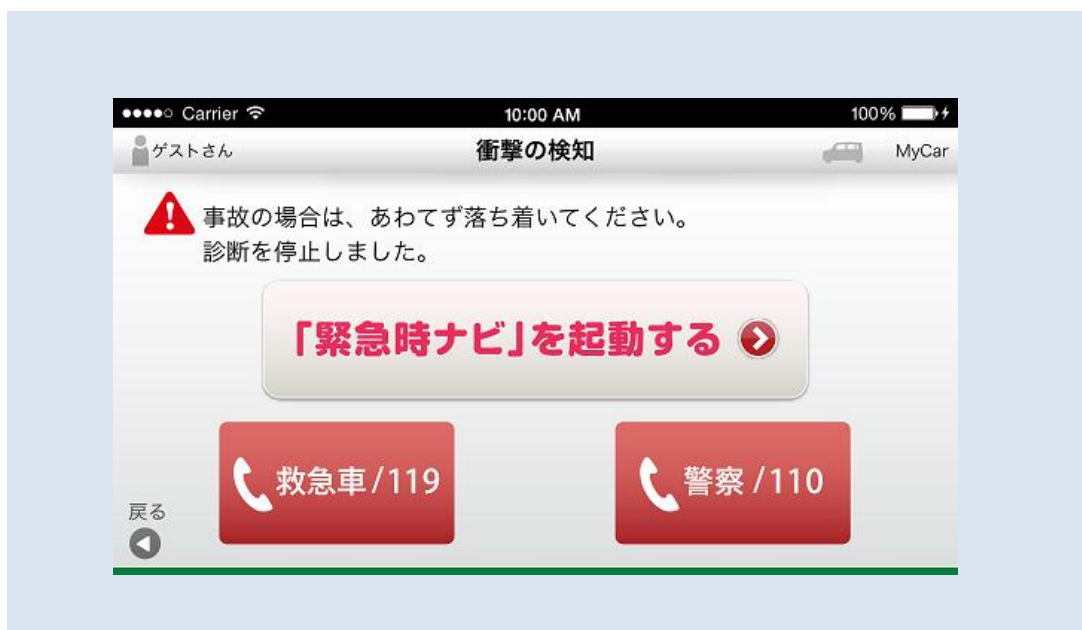 Carrier 10:00 AM 100%
ゲストさん 衝撃の検知 MyCar
事故の場合は、あわてず落ち着いてください。
診断を停止しました。
「緊急時ナビ」を起動する
救急車/119 警察/110
戻る